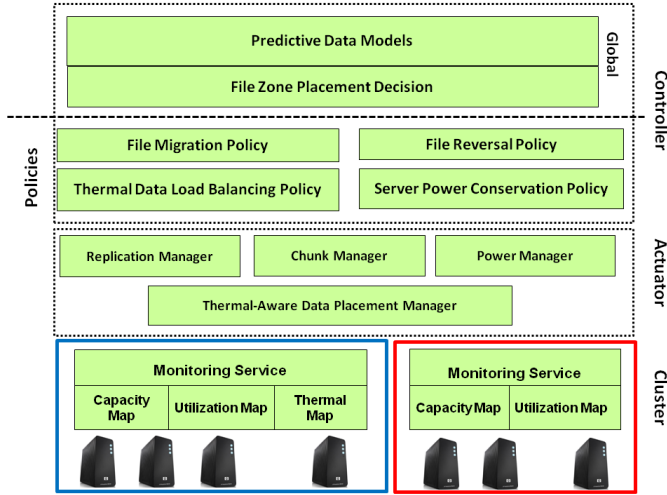 Predictive Data Models
File Zone Placement Decision
Global
Controller
Policies
File Migration Policy
File Reversal Policy
Thermal Data Load Balancing Policy
Server Power Conservation Policy
Replication Manager
Chunk Manager
Power Manager
Thermal-Aware Data Placement Manager
Actuator
Monitoring Service
Capacity
Map
Utilization Map
Thermal
Map
Monitoring Service
Capacity Map
Utilization Map
Cluster